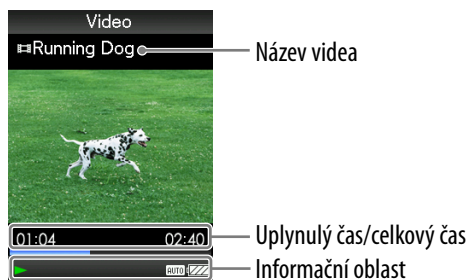 Video
Running Dog
Název videa
01:04 02:40
Uplynulý čas/celkový čas
AUTO
Informační oblast